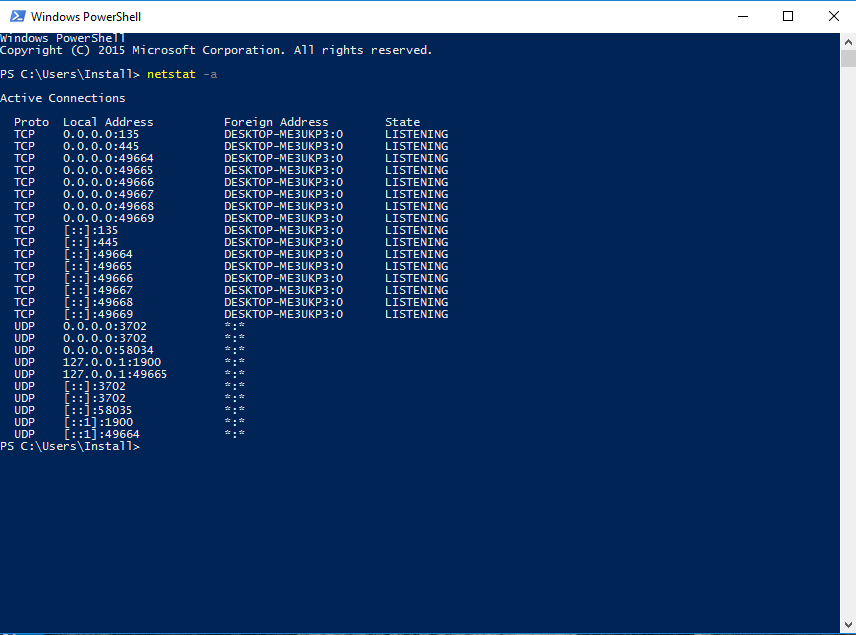 Windows PowerShell
Windows PowerShell
Copyright (C) 2015 Microsoft Corporation. All rights reserved.
PS C:\Users\Install> netstat -a
Active Connections
Proto  Local Address          Foreign Address        State
TCP    0.0.0.0:135            DESKTOP-ME3UKP3:0      LISTENING
TCP    0.0.0.0:445            DESKTOP-ME3UKP3:0      LISTENING
TCP    0.0.0.0:49664          DESKTOP-ME3UKP3:0      LISTENING
TCP    0.0.0.0:49665          DESKTOP-ME3UKP3:0      LISTENING
TCP    0.0.0.0:49666          DESKTOP-ME3UKP3:0      LISTENING
TCP    0.0.0.0:49667          DESKTOP-ME3UKP3:0      LISTENING
TCP    0.0.0.0:49668          DESKTOP-ME3UKP3:0      LISTENING
TCP    0.0.0.0:49669          DESKTOP-ME3UKP3:0      LISTENING
TCP    [::]:135               DESKTOP-ME3UKP3:0      LISTENING
TCP    [::]:445               DESKTOP-ME3UKP3:0      LISTENING
TCP    [::]:49664             DESKTOP-ME3UKP3:0      LISTENING
TCP    [::]:49665             DESKTOP-ME3UKP3:0      LISTENING
TCP    [::]:49666             DESKTOP-ME3UKP3:0      LISTENING
TCP    [::]:49667             DESKTOP-ME3UKP3:0      LISTENING
TCP    [::]:49668             DESKTOP-ME3UKP3:0      LISTENING
TCP    [::]:49669             DESKTOP-ME3UKP3:0      LISTENING
UDP    0.0.0.0:3702           *:*
UDP    0.0.0.0:3702           *:*
UDP    0.0.0.0:58034          *:*
UDP    127.0.0.1:1900         *:*
UDP    127.0.0.1:49665        *:*
UDP    [::]:3702              *:*
UDP    [::]:3702              *:*
UDP    [::]:58035             *:*
UDP    [::1]:1900             *:*
UDP    [::1]:49664            *:*
PS C:\Users\Install>